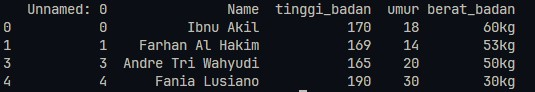 Unnamed: 0 Name tinggi_badan umur berat_badan
0 0 Ibnu Akil 170 18 60kg
1 1 Farhan Al Hakim 169 14 53kg
3 3 Andre Tri Wahyudi 165 20 50kg
4 4 Fania Lusiano 190 30 30kg